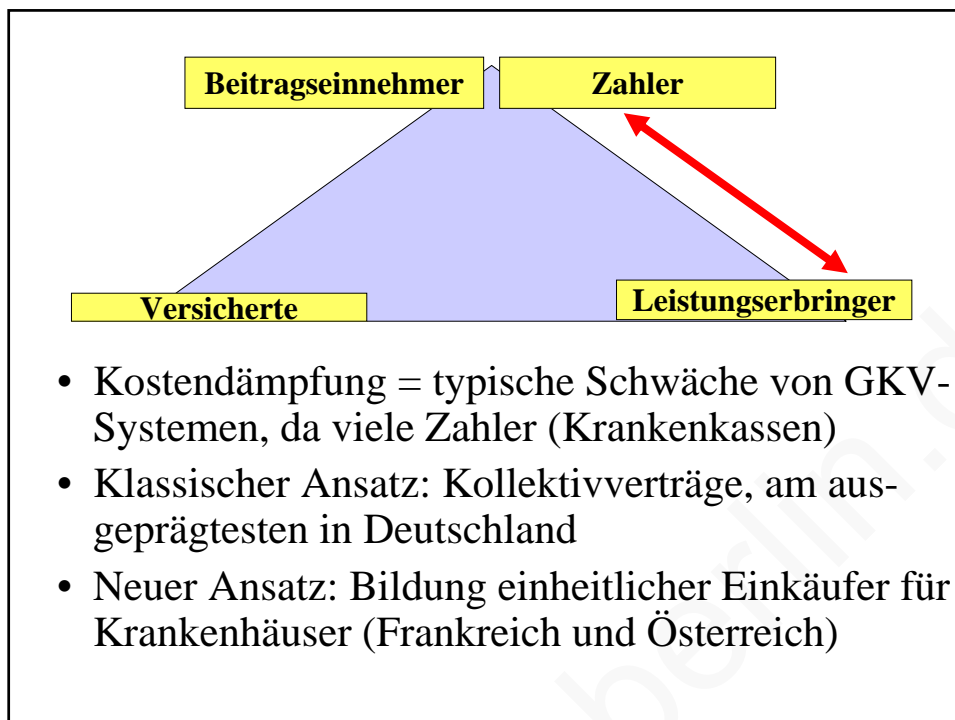 Beitragseinnehmer Zahler
Versicherte Leistungserbringer
• Kostendämpfung = typische Schwäche von GKV-
Systemen, da viele Zahler (Krankenkassen)
• Klassischer Ansatz: Kollektivverträge, am aus-
geprägtesten in Deutschland
• Neuer Ansatz: Bildung einheitlicher Einkäufer für
Krankenhäuser (Frankreich und Österreich)
berlin.d